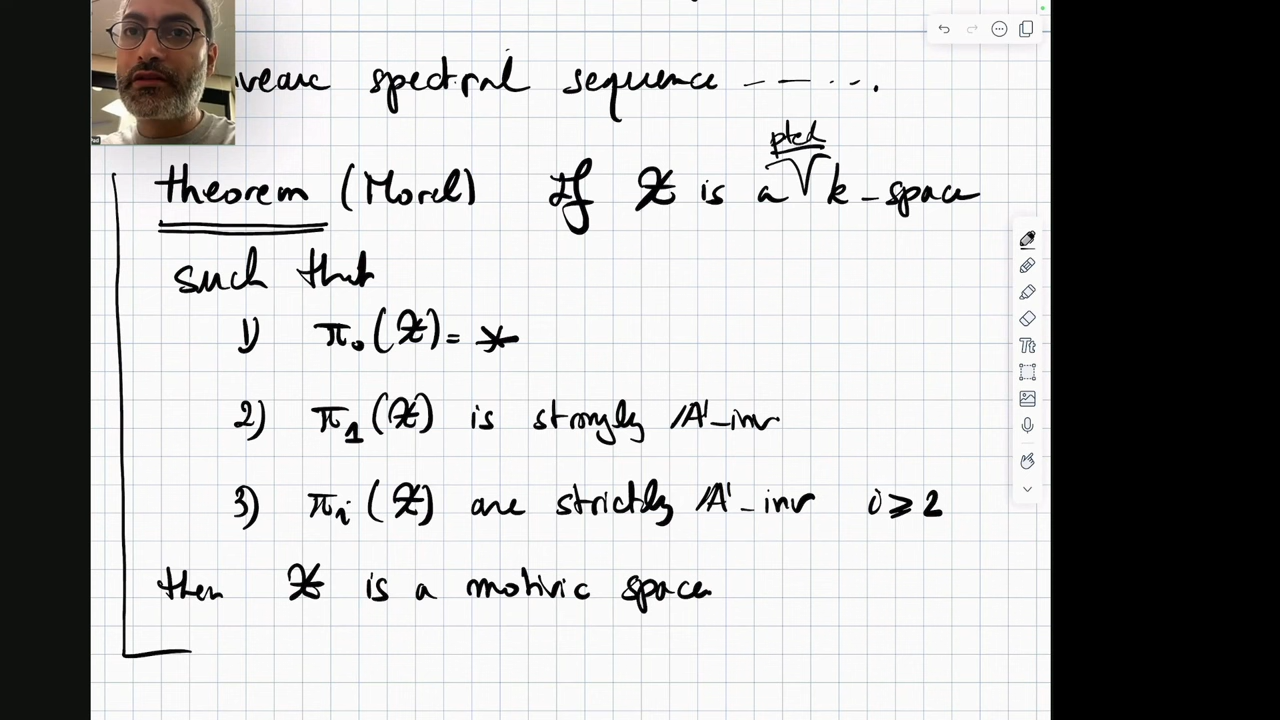 spectral sequence -----.
pted
theorem (Morel) If 𝒳 is a k-space
such that
1) π₀(𝒳) = *
2) π₁(𝒳) is strongly A¹-inv
3) πᵢ(𝒳) are strictly A¹-inv i ⩾ 2
then 𝒳 is a motivic space
Tt